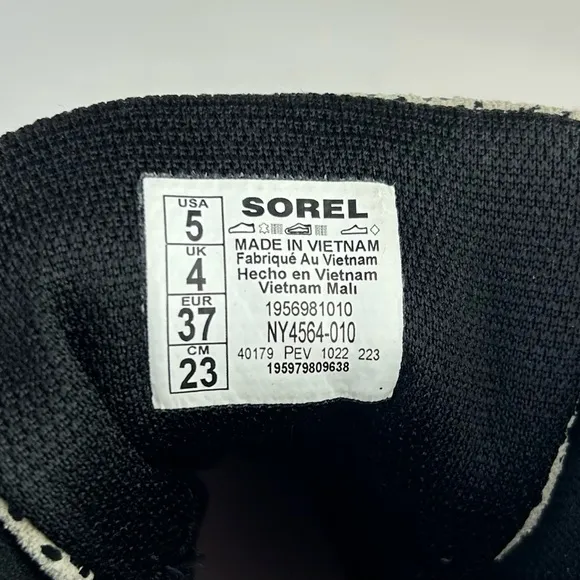 USA
5
UK
4
EUR
37
CM
23
SOREL
MADE IN VIETNAM
Fabriqué Au Vietnam
Hecho en Vietnam
Vietnam Malı
1956981010
NY4564-010
40179 PEV 1022 223
195979809638